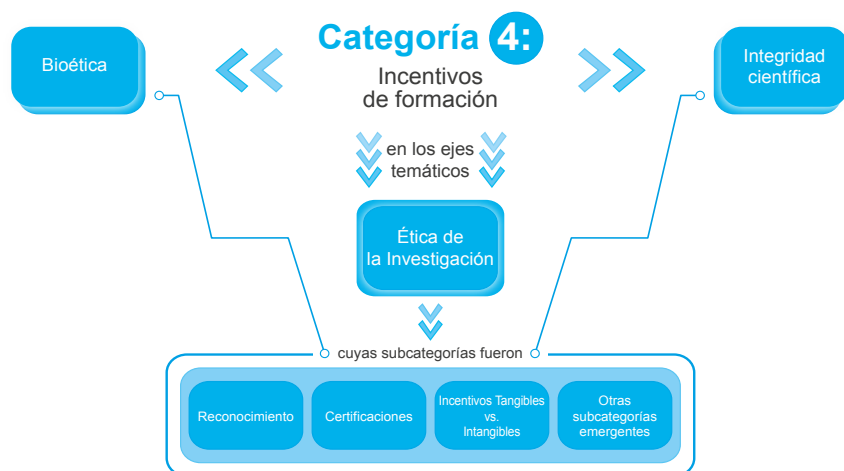 Categoría 4:
Bioética
Incentivos
de formación
Integridad
científica
en los ejes
temáticos
Ética de
la Investigación
cuyas subcategorías fueron
Reconocimiento
Certificaciones
Incentivos Tangibles
vs.
Intangibles
Otras
subcategorías
emergentes